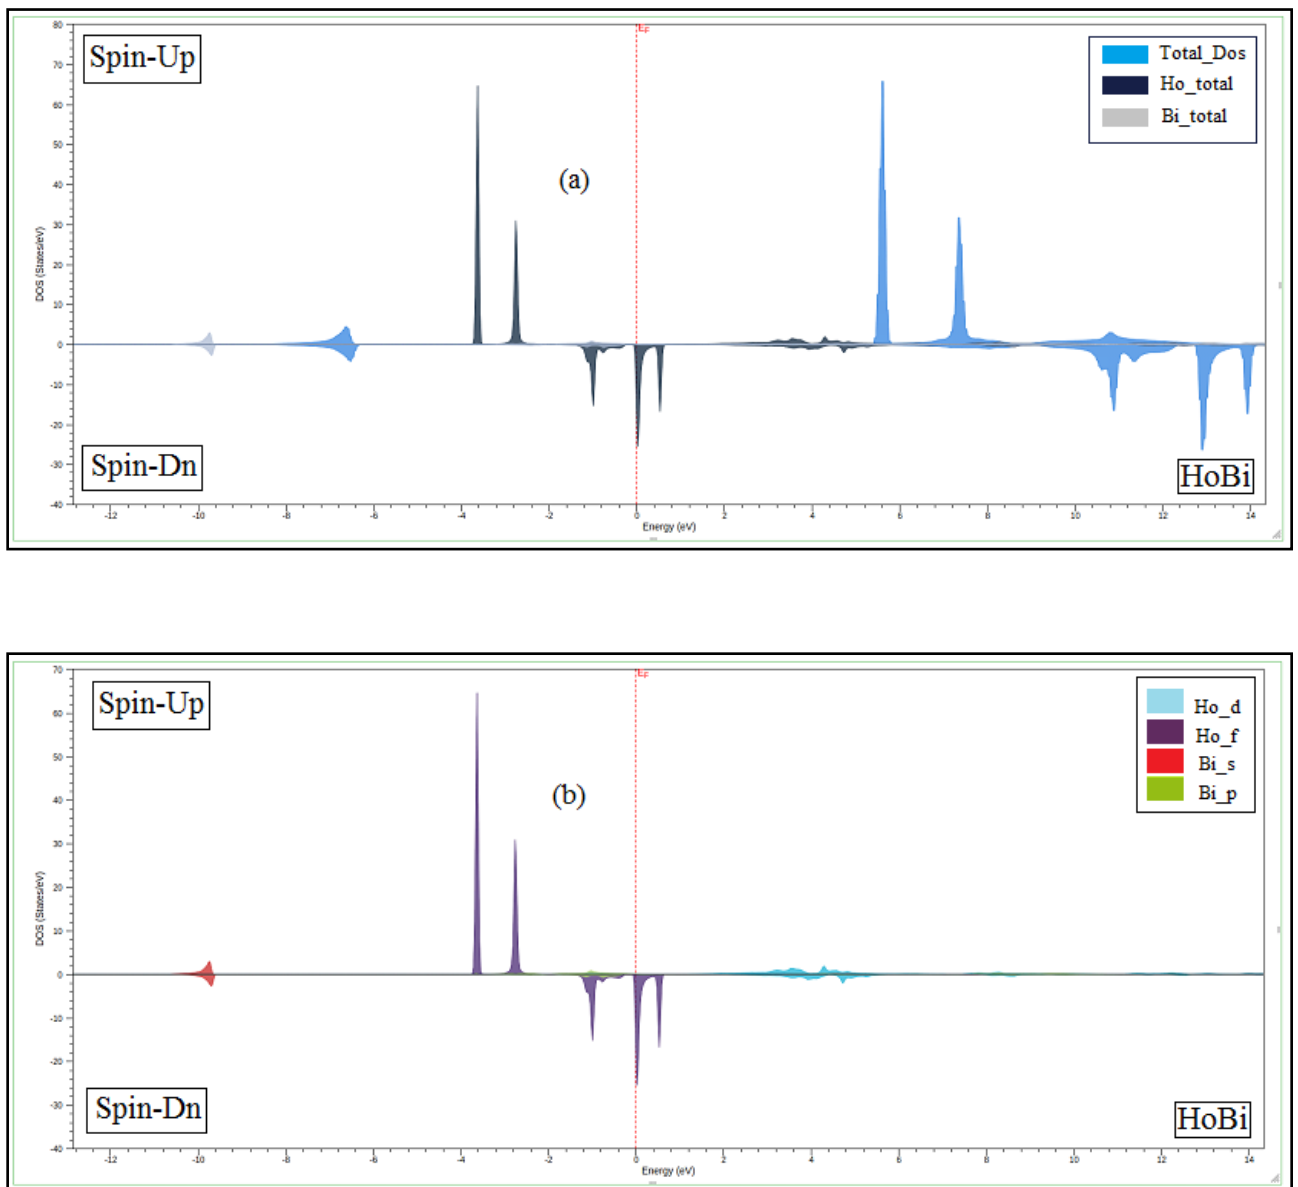 Spin-Up
E_F
Total_Dos
Ho_total
Bi_total
(a)
80
70
60
50
40
30
20
10
0
-10
-20
-30
-40
DOS (States/eV)
Spin-Dn
HoBi
-12 -10 -8 -6 -4 -2 0 2 4 6 8 10 12 14
Energy (eV)
Spin-Up
E_F
Ho_d
Ho_f
Bi_s
Bi_p
(b)
70
60
50
40
30
20
10
0
-10
-20
-30
-40
DOS (States/eV)
Spin-Dn
HoBi
-12 -10 -8 -6 -4 -2 0 2 4 6 8 10 12 14
Energy (eV)